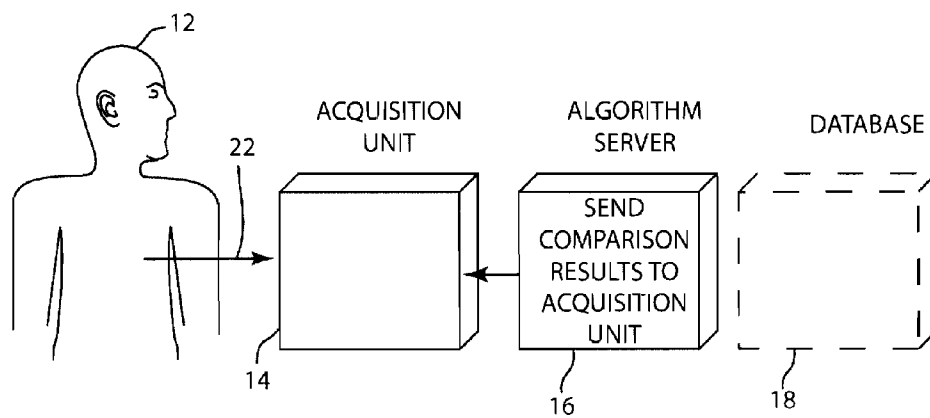 12
22
ACQUISITION
UNIT
ALGORITHM
SERVER
DATABASE
SEND
COMPARISON
RESULTS TO
ACQUISITION
UNIT
14
16
18